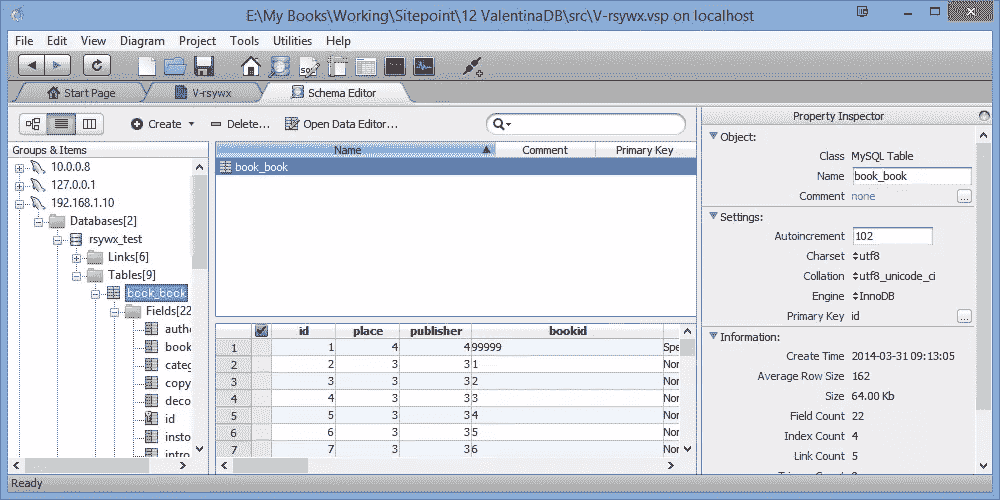 E:\My Books\Working\Sitepoint\12 ValentinaDB\src\V-rsywx.vsp on localhost
File Edit View Diagram Project Tools Utilities Help
SQL
Start Page V-rsywx Schema Editor
Create Delete... Open Data Editor...
Property Inspector
Groups & Items
Name Comment Primary Key
book_book
10.0.0.8
127.0.0.1
192.168.1.10
Databases[2]
rsywx_test
Links[6]
Tables[9]
book_book
Fields[22
autho
book
categ
copy
deco
id
insto
intro
id place publisher bookid
1 1 4 4 99999 Spe
2 2 3 3 1 Nor
3 3 3 3 2 Nor
4 4 3 3 3 Nor
5 5 3 3 4 Nor
6 6 3 3 5 Nor
7 7 3 3 6 Nor
Object:
Class MySQL Table
Name book_book
Comment none ...
Settings:
Autoincrement 102
Charset utf8
Collation utf8_unicode_ci
Engine InnoDB
Primary Key id ...
Information:
Create Time 2014-03-31 09:13:05
Average Row Size 162
Size 64.00 Kb
Field Count 22
Index Count 4
Link Count 5
Ready